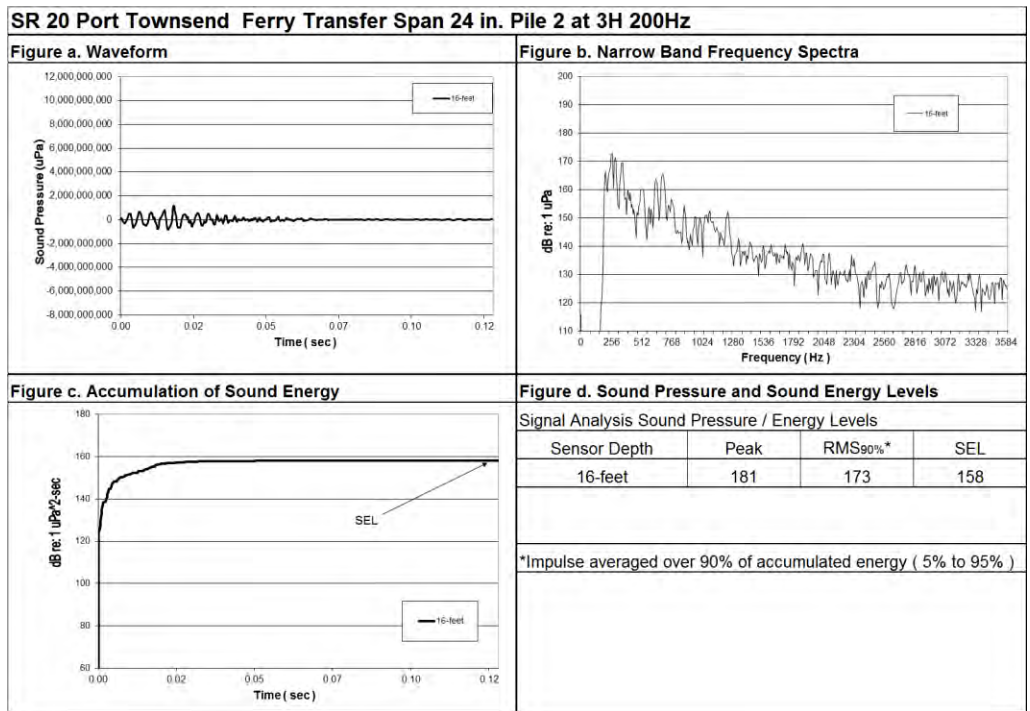 SR 20 Port Townsend Ferry Transfer Span 24 in. Pile 2 at 3H 200Hz
Figure a. Waveform
12,000,000,000
10,000,000,000
8,000,000,000
6,000,000,000
4,000,000,000
2,000,000,000
0
-2,000,000,000
-4,000,000,000
-6,000,000,000
-8,000,000,000
Sound Pressure (uPa)
16-feet
0.00 0.02 0.05 0.07 0.10 0.12
Time ( sec )
Figure b. Narrow Band Frequency Spectra
200
190
180
170
160
150
140
130
120
110
dB re: 1 uPa
16-feet
0 256 512 768 1024 1280 1536 1792 2048 2304 2560 2816 3072 3328 3584
Frequency ( Hz )
Figure c. Accumulation of Sound Energy
180
160
140
120
100
80
60
dB re: 1 uPa^2-sec
SEL
16-feet
0.00 0.02 0.05 0.07 0.10 0.12
Time ( sec )
Figure d. Sound Pressure and Sound Energy Levels
Signal Analysis Sound Pressure / Energy Levels
Sensor Depth Peak RMS90%* SEL
16-feet 181 173 158
*Impulse averaged over 90% of accumulated energy ( 5% to 95% )